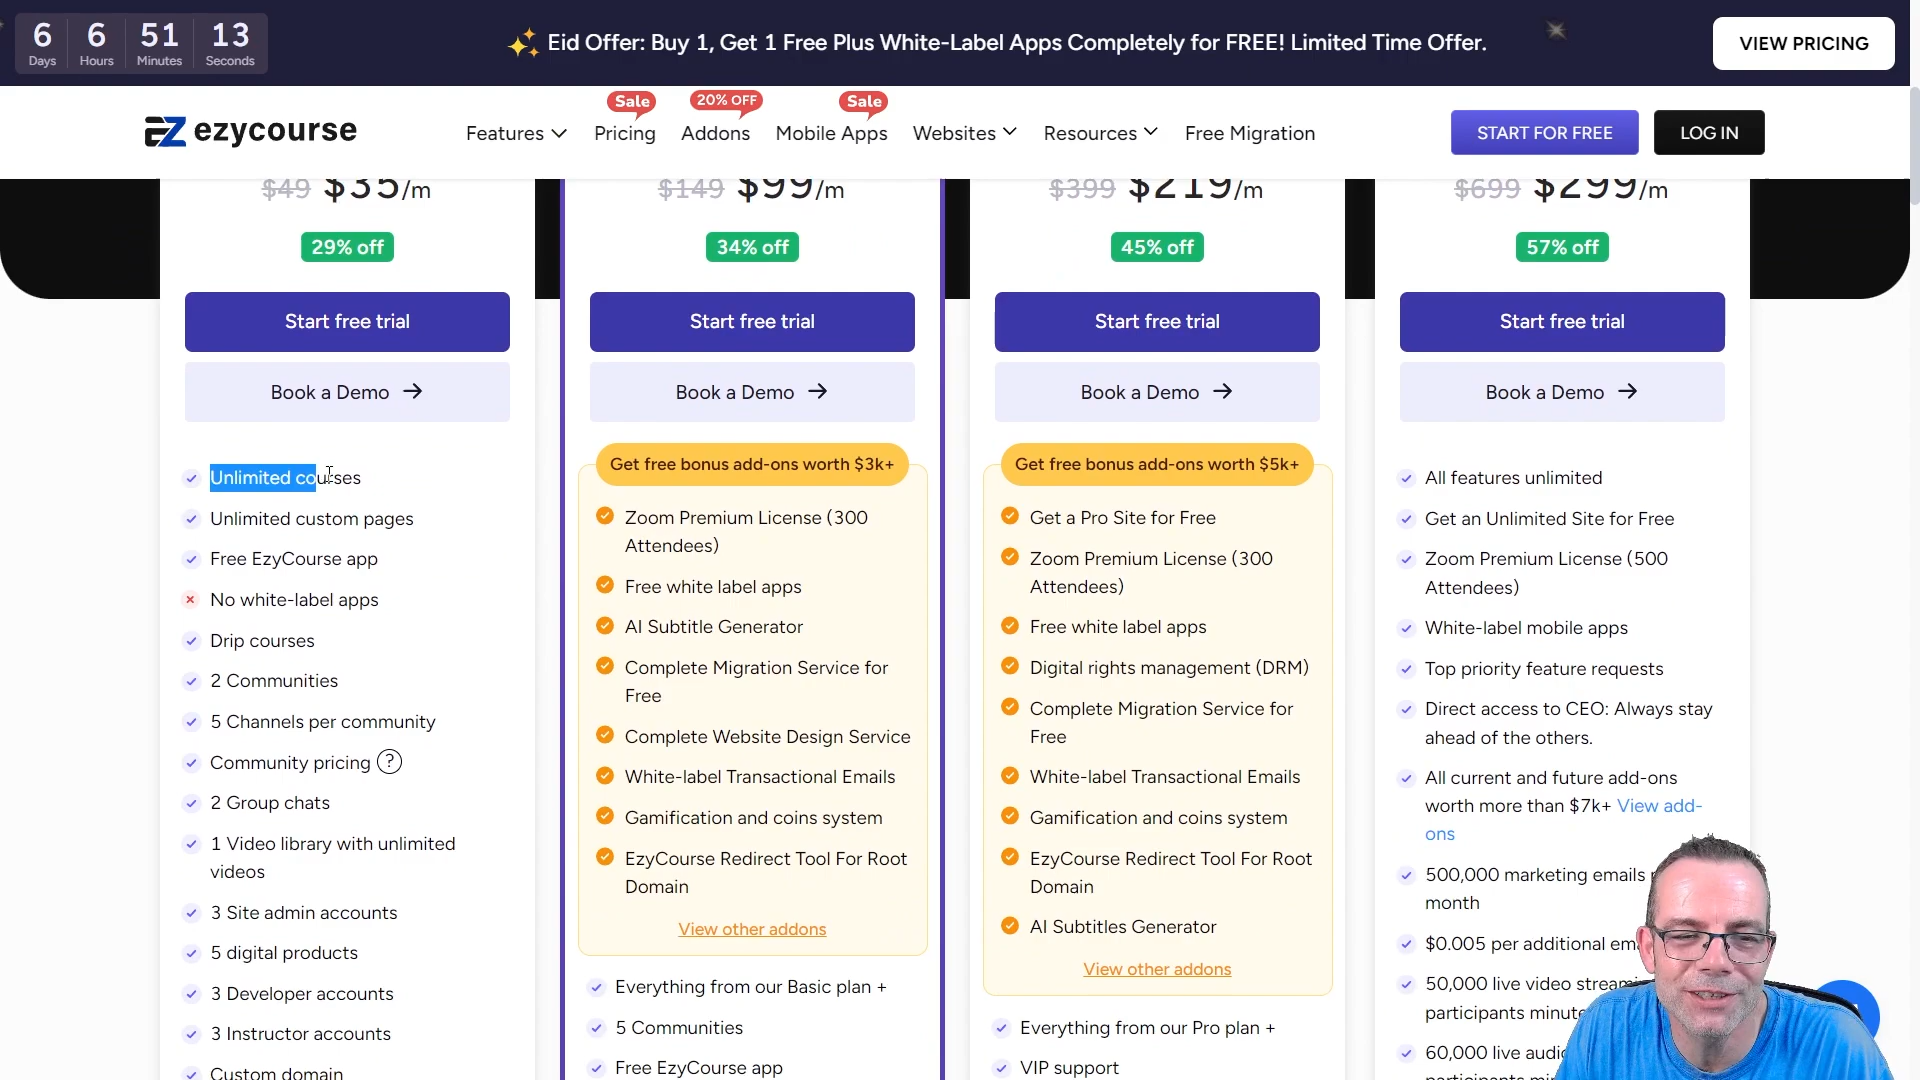 6 6 51 13
Days Hours Minutes Seconds
Eid Offer: Buy 1, Get 1 Free Plus White-Label Apps Completely for FREE! Limited Time Offer.
VIEW PRICING
ezycourse
Features
Sale
Pricing
20% OFF
Addons
Sale
Mobile Apps
Websites
Resources
Free Migration
START FOR FREE
LOG IN
$49 $35/m
29% off
Start free trial
Book a Demo
Unlimited courses
Unlimited custom pages
Free EzyCourse app
No white-label apps
Drip courses
2 Communities
5 Channels per community
Community pricing ?
2 Group chats
1 Video library with unlimited
videos
3 Site admin accounts
5 digital products
3 Developer accounts
3 Instructor accounts
Custom domain
$149 $99/m
34% off
Start free trial
Book a Demo
Get free bonus add-ons worth $3k+
Zoom Premium License (300
Attendees)
Free white label apps
AI Subtitle Generator
Complete Migration Service for
Free
Complete Website Design Service
White-label Transactional Emails
Gamification and coins system
EzyCourse Redirect Tool For Root
Domain
View other addons
Everything from our Basic plan +
5 Communities
Free EzyCourse app
$399 $219/m
45% off
Start free trial
Book a Demo
Get free bonus add-ons worth $5k+
Get a Pro Site for Free
Zoom Premium License (300
Attendees)
Free white label apps
Digital rights management (DRM)
Complete Migration Service for
Free
White-label Transactional Emails
Gamification and coins system
EzyCourse Redirect Tool For Root
Domain
AI Subtitles Generator
View other addons
Everything from our Pro plan +
VIP support
$699 $299/m
57% off
Start free trial
Book a Demo
All features unlimited
Get an Unlimited Site for Free
Zoom Premium License (500
Attendees)
White-label mobile apps
Top priority feature requests
Direct access to CEO: Always stay
ahead of the others.
All current and future add-ons
worth more than $7k+ View add-
ons
500,000 marketing emails
month
$0.005 per additional
50,000 live video
participants
60,000 live